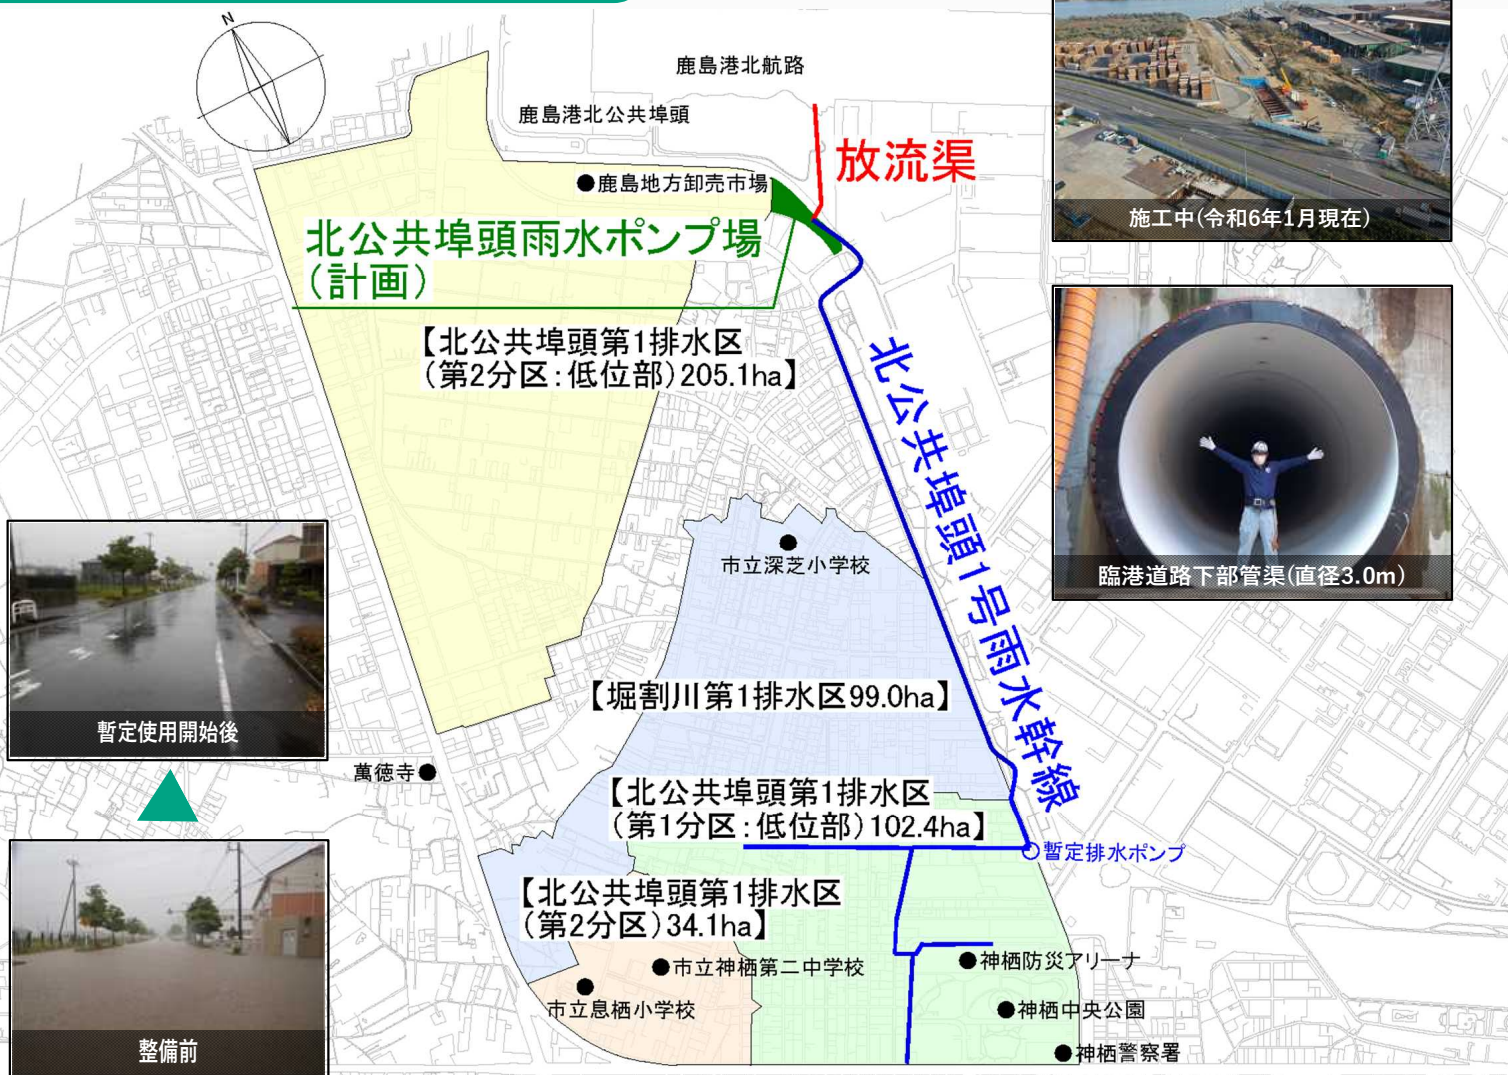 N
鹿島港北航路
鹿島港北公共埠頭
放流渠
●鹿島地方卸売市場
北公共埠頭雨水ポンプ場
(計画)
【北公共埠頭第1排水区
(第2分区:低位部)205.1ha】
北公共埠頭1号雨水幹線
市立深芝小学校
【堀割川第1排水区99.0ha】
萬徳寺●
【北公共埠頭第1排水区
(第1分区:低位部)102.4ha】
○暫定排水ポンプ
【北公共埠頭第1排水区
(第2分区)34.1ha】
●市立神栖第二中学校
市立息栖小学校
●神栖防災アリーナ
●神栖中央公園
●神栖警察署
施工中(令和6年1月現在)
臨港道路下部管渠(直径3.0m)
暫定使用開始後
整備前